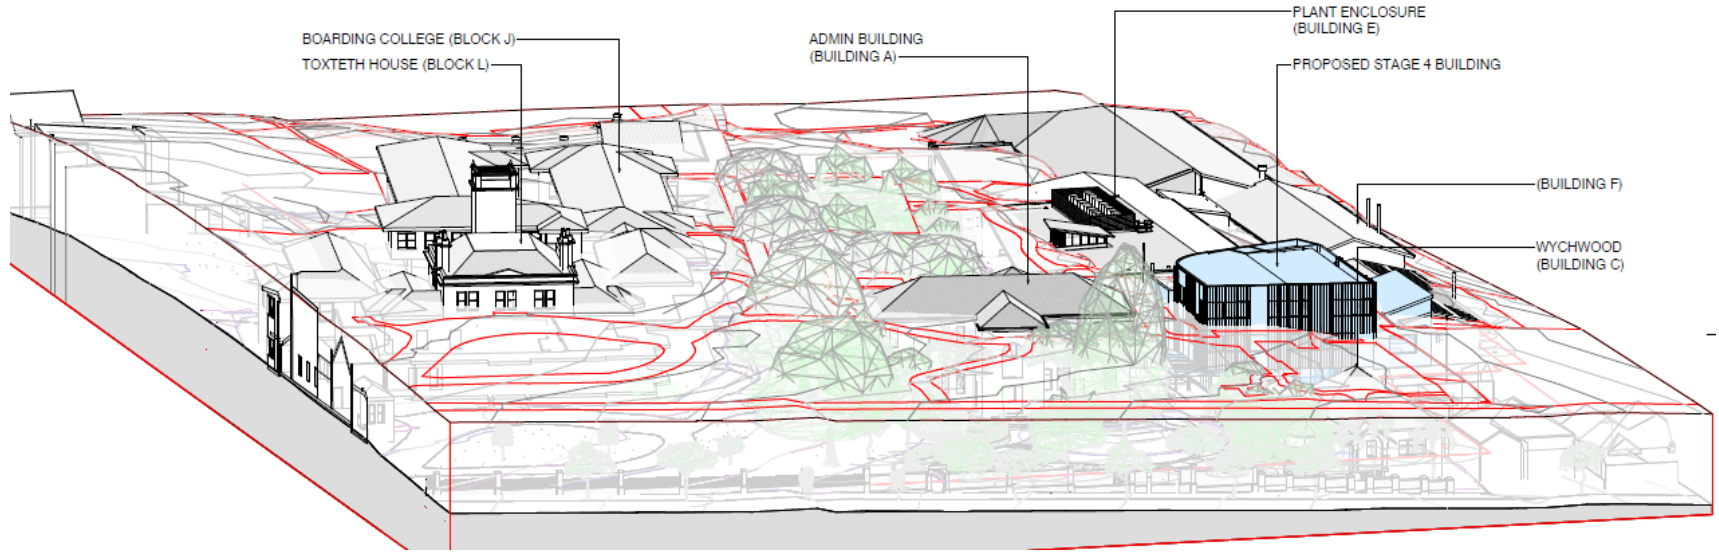 BOARDING COLLEGE (BLOCK J)
TOXTETH HOUSE (BLOCK L)
ADMIN BUILDING
(BUILDING A)
PLANT ENCLOSURE
(BUILDING E)
PROPOSED STAGE 4 BUILDING
(BUILDING F)
WYCHWOOD
(BUILDING C)